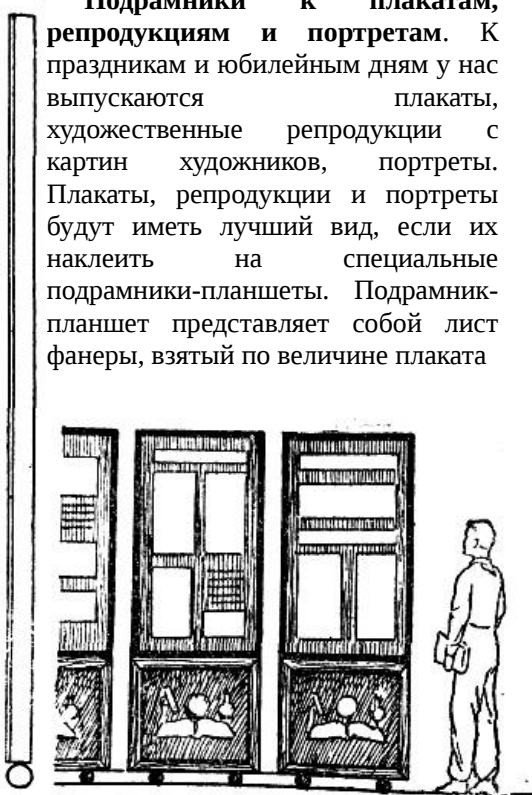 Подрамники к плакатам,
репродукциям и портретам. К
праздникам и юбилейным дням у нас
выпускаются плакаты,
художественные репродукции с
картин художников, портреты.
Плакаты, репродукции и портреты
будут иметь лучший вид, если их
наклеить на специальные
подрамники-планшеты. Подрамник-
планшет представляет собой лист
фанеры, взятый по величине плаката